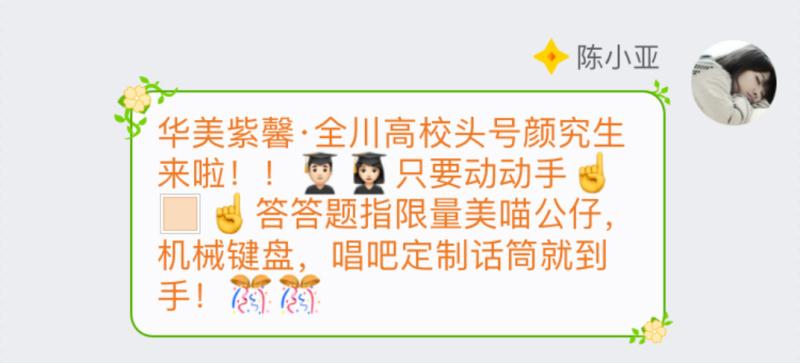 陈小亚
华美紫馨·全川高校头号颜究生
来啦！！👨🏻‍🎓👩🏻‍🎓只要动动手☝
🏻☝答答题指限量美喵公仔，
机械键盘，唱吧定制话筒就到
手！🎊🎊